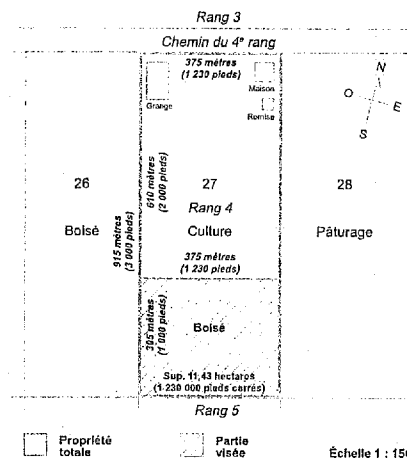 Rang 3
Chemin du 4e rang
375 mètres
(1 230 pieds)
Grange
Maison
Remise
N
O
E
S
610 mètres
(2 000 pieds)
26
27
28
Rang 4
Boisé
Culture
Pâturage
915 mètres
(3 000 pieds)
375 mètres
(1 230 pieds)
305 mètres
(1 000 pieds)
Boisé
Sup. 11,43 hectares
(1 230 000 pieds carrés)
Rang 5
Propriété
totale
Partie
visée
Échelle 1 :